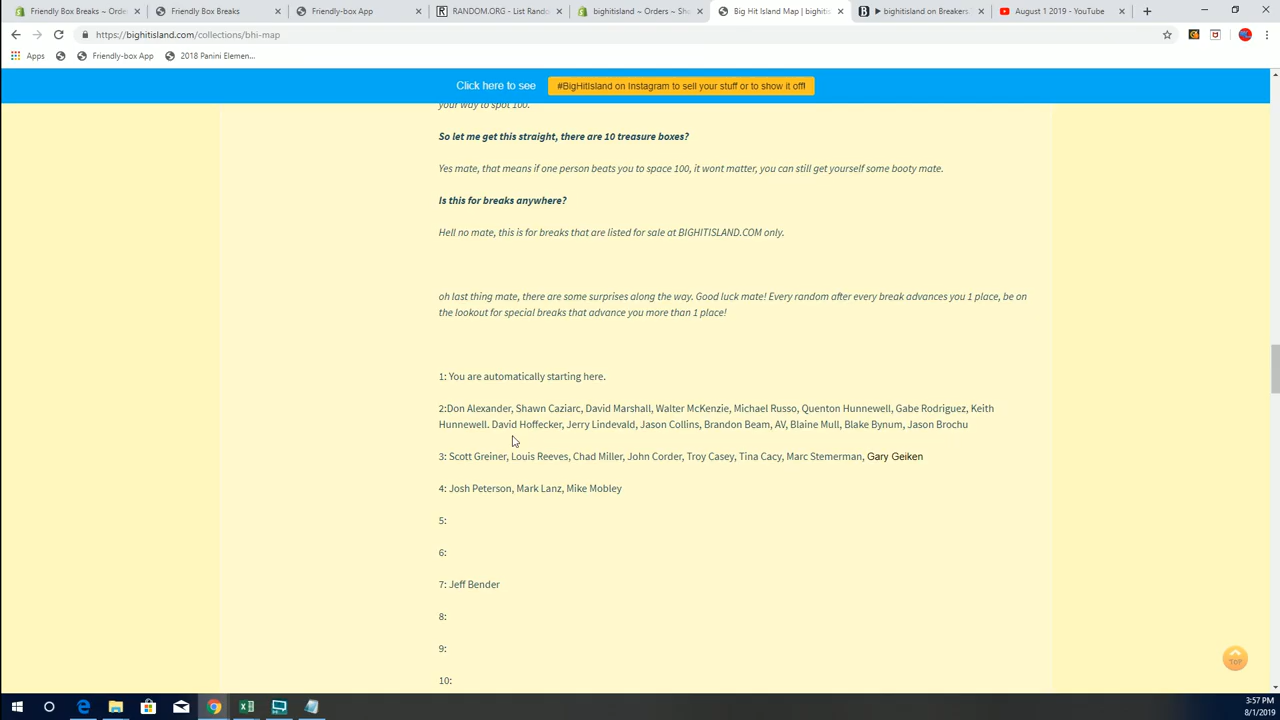 Friendly Box Breaks ~ Orde
Friendly Box Breaks
Friendly-box App
RANDOM.ORG - List Rando
bighitisland ~ Orders ~ Sho
Big Hit Island Map | bighitis
▶ bighitisland on Breakers.
August 1 2019 - YouTube
https://bighitisland.com/collections/bhi-map
Apps
Friendly-box App
2018 Panini Elemen...
Click here to see
#BigHitIsland on Instagram to sell your stuff or to show it off!
your way to spot 100.
So let me get this straight, there are 10 treasure boxes?
Yes mate, that means if one person beats you to space 100, it wont matter, you can still get yourself some booty mate.
Is this for breaks anywhere?
Hell no mate, this is for breaks that are listed for sale at BIGHITISLAND.COM only.
oh last thing mate, there are some surprises along the way. Good luck mate! Every random after every break advances you 1 place, be on
the lookout for special breaks that advance you more than 1 place!
1: You are automatically starting here.
2:Don Alexander, Shawn Caziarc, David Marshall, Walter McKenzie, Michael Russo, Quenton Hunnewell, Gabe Rodriguez, Keith
Hunnewell. David Hoffecker, Jerry Lindevald, Jason Collins, Brandon Beam, AV, Blaine Mull, Blake Bynum, Jason Brochu
3: Scott Greiner, Louis Reeves, Chad Miller, John Corder, Troy Casey, Tina Cacy, Marc Stemerman, Gary Geiken
4: Josh Peterson, Mark Lanz, Mike Mobley
5:
6:
7: Jeff Bender
8:
9:
10:
TOP
3:57 PM
8/1/2019